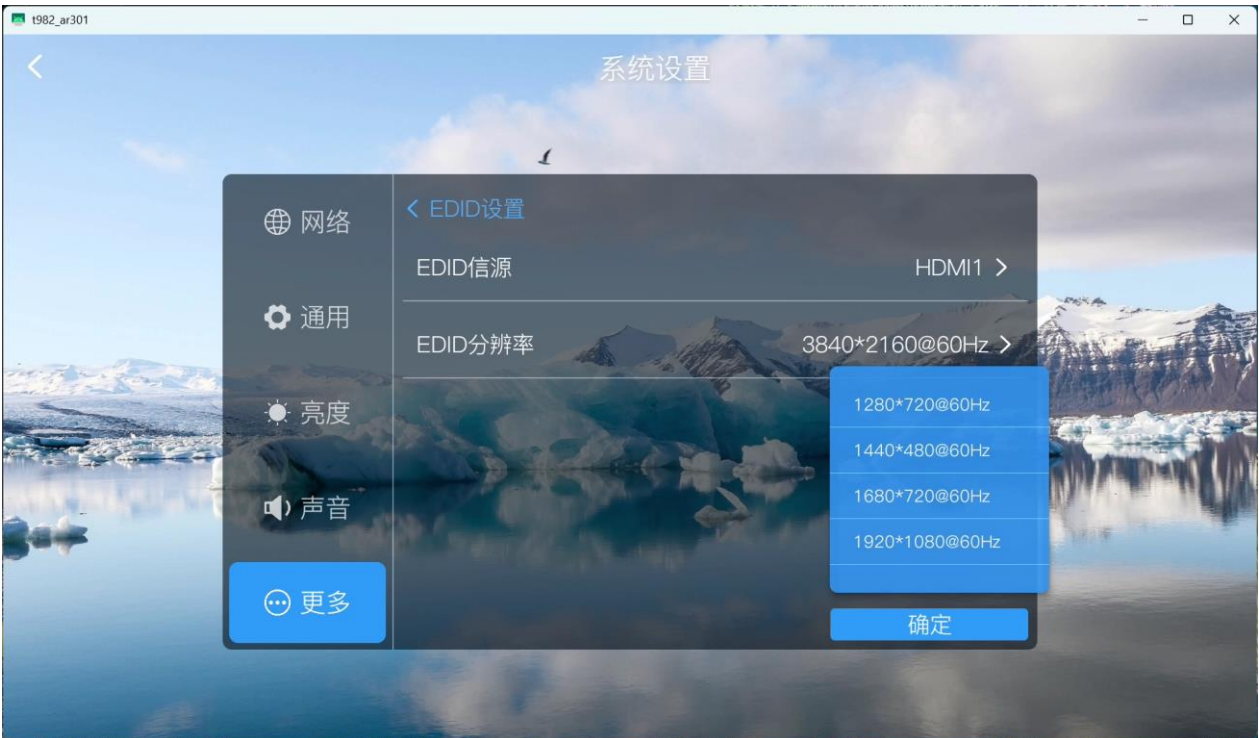 t982_ar301
系统设置
网络
通用
亮度
声音
更多
EDID设置
EDID信源 HDMI1
EDID分辨率 3840*2160@60Hz
1280*720@60Hz
1440*480@60Hz
1680*720@60Hz
1920*1080@60Hz
确定